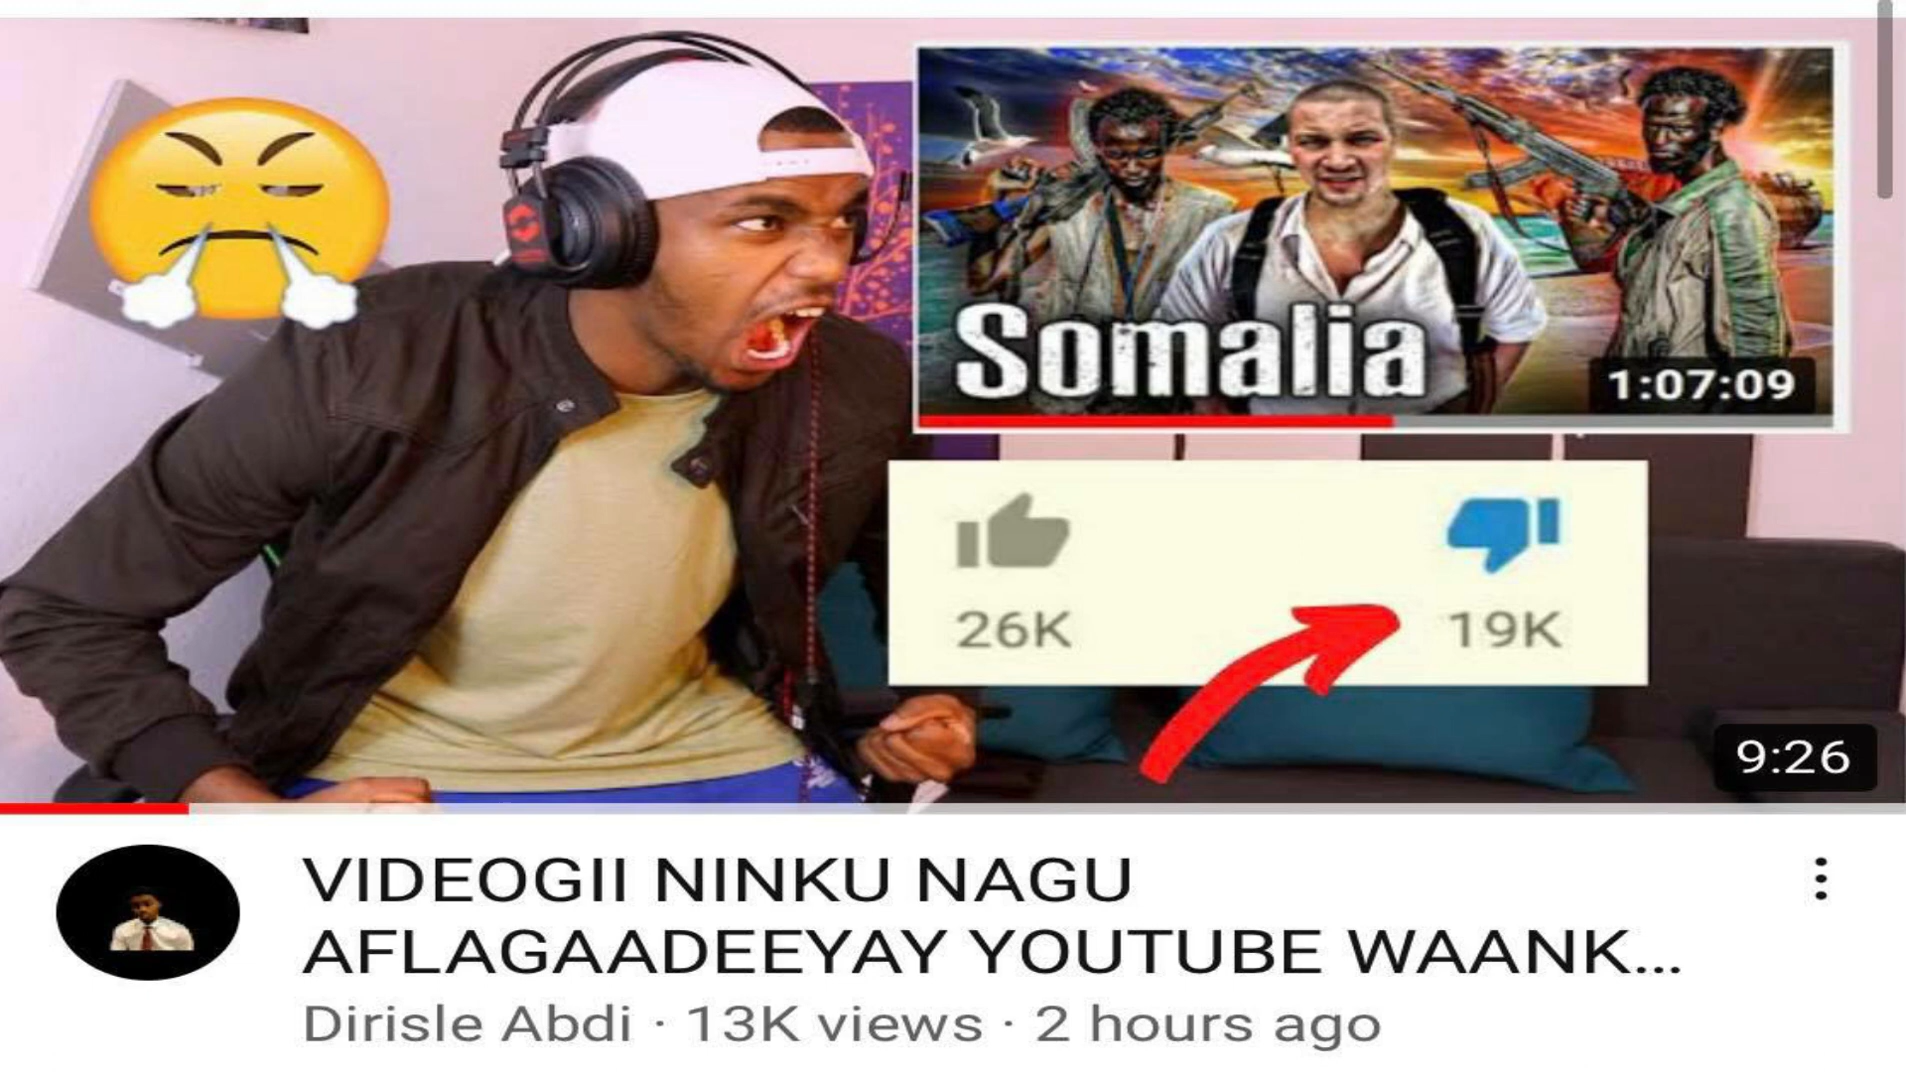 Somalia
1:07:09
26K
19K
9:26
VIDEOGII NINKU NAGU
AFLAGAADEEYAY YOUTUBE WAANK...
Dirisle Abdi · 13K views · 2 hours ago